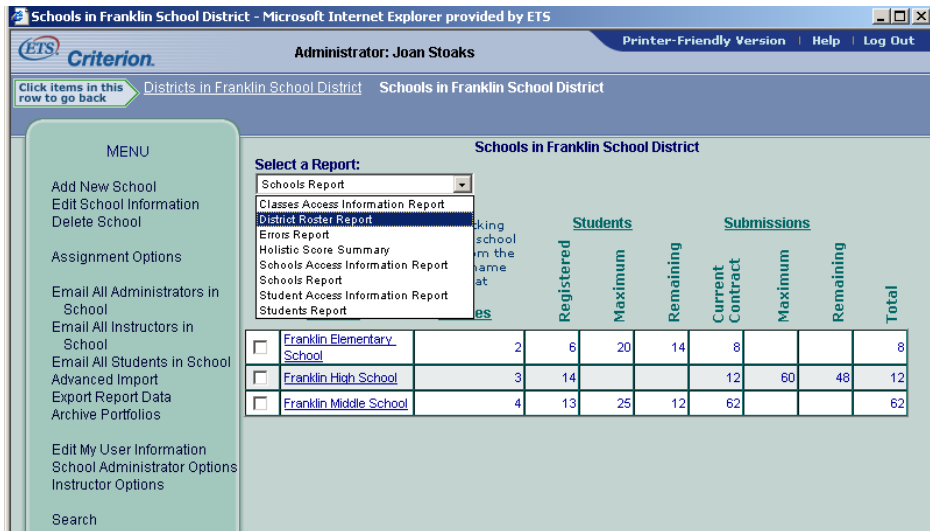 Schools in Franklin School District - Microsoft Internet Explorer provided by ETS
ETS Criterion.
Administrator: Joan Stoaks
Printer-Friendly Version | Help | Log Out
Click items in this row to go back
Districts in Franklin School District Schools in Franklin School District
MENU
Add New School
Edit School Information
Delete School
Assignment Options
Email All Administrators in
School
Email All Instructors in
School
Email All Students in School
Advanced Import
Export Report Data
Archive Portfolios
Edit My User Information
School Administrator Options
Instructor Options
Search
Schools in Franklin School District
Select a Report:
Schools Report
Classes Access Information Report
District Roster Report
Errors Report
Holistic Score Summary
Schools Access Information Report
Schools Report
Student Access Information Report
Students Report
school
the
at
Students Submissions
Registered Maximum Remaining Current Contract Maximum Remaining Total
Franklin Elementary School 2 6 20 14 8 8
Franklin High School 3 14 12 60 48 12
Franklin Middle School 4 13 25 12 62 62